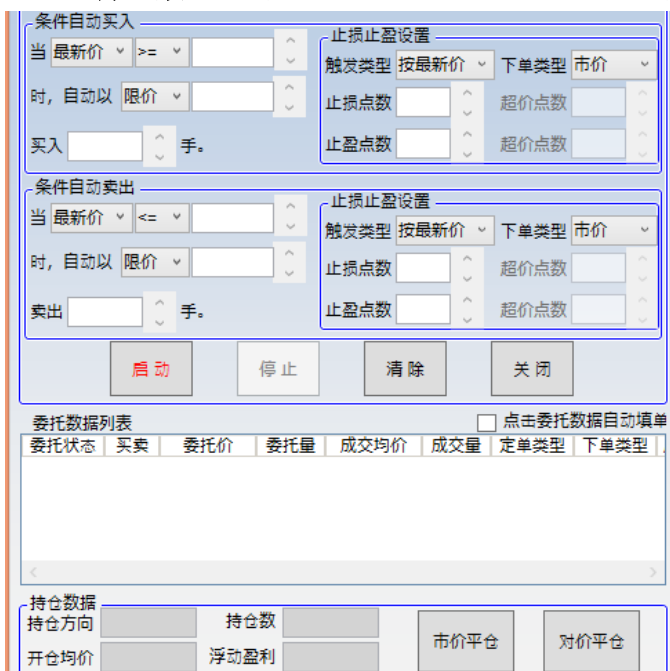 条件自动买入
当 最新价 >=
时，自动以 限价
买入 手。
止损止盈设置
触发类型 按最新价 下单类型 市价
止损点数 超价点数
止盈点数 超价点数
条件自动卖出
当 最新价 <=
时，自动以 限价
卖出 手。
止损止盈设置
触发类型 按最新价 下单类型 市价
止损点数 超价点数
止盈点数 超价点数
启动 停止 清除 关闭
委托数据列表 点击委托数据自动填单
委托状态 买卖 委托价 委托量 成交均价 成交量 定单类型 下单类型
持仓数据
持仓方向 持仓数
开仓均价 浮动盈利
市价平仓 对价平仓